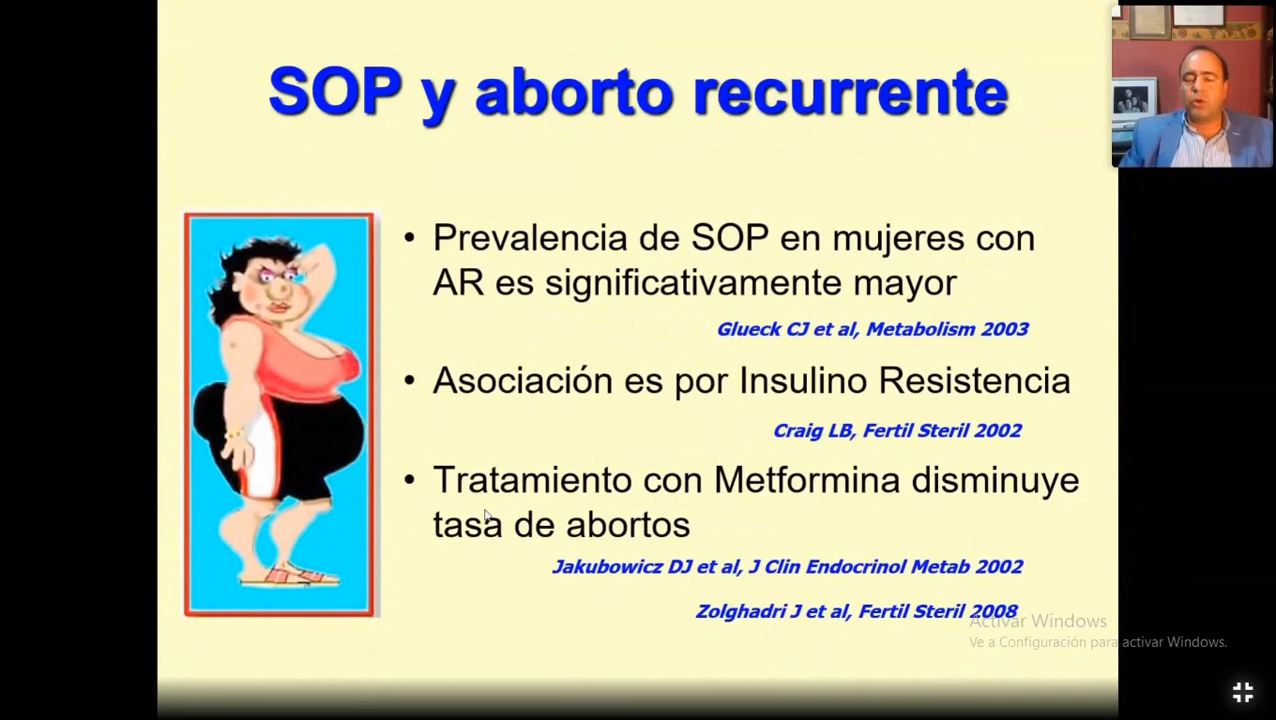 SOP y aborto recurrente
• Prevalencia de SOP en mujeres con
AR es significativamente mayor
Glueck CJ et al, Metabolism 2003
• Asociación es por Insulino Resistencia
Craig LB, Fertil Steril 2002
• Tratamiento con Metformina disminuye
tasa de abortos
Jakubowicz DJ et al, J Clin Endocrinol Metab 2002
Zolghadri J et al, Fertil Steril 2008
Activar Windows
Ve a Configuración para activar Windows.